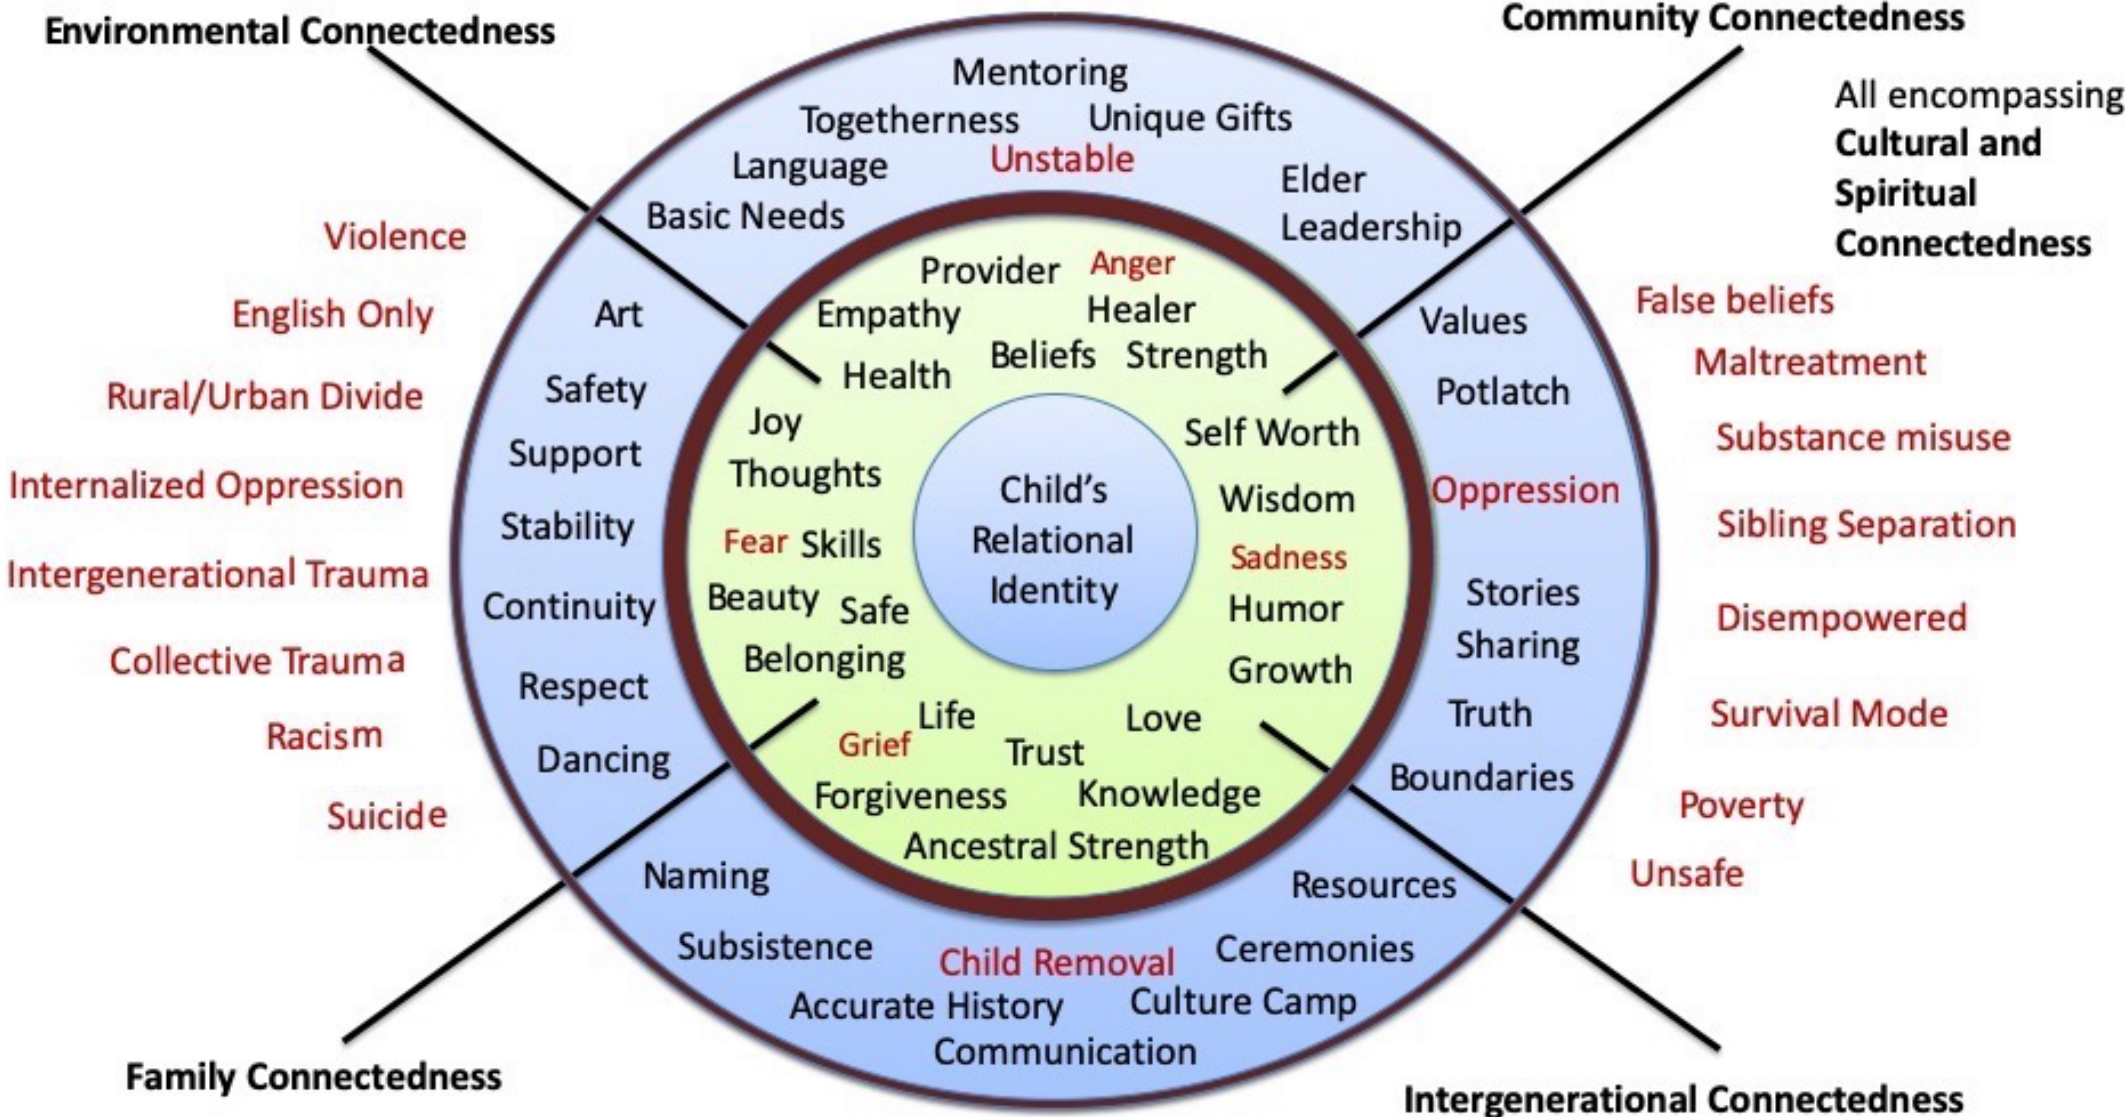 Environmental Connectedness
Community Connectedness
All encompassing
Cultural and
Spiritual
Connectedness
Mentoring
Togetherness
Unique Gifts
Language
Unstable
Basic Needs
Elder
Leadership
Violence
English Only
Rural/Urban Divide
Internalized Oppression
Intergenerational Trauma
Collective Trauma
Racism
Suicide
Art
Safety
Support
Stability
Continuity
Respect
Dancing
Provider
Anger
Empathy
Healer
Beliefs
Strength
Health
Joy
Thoughts
Fear
Skills
Beauty
Safe
Belonging
Child's
Relational
Identity
Self Worth
Wisdom
Sadness
Humor
Growth
Life
Love
Grief
Trust
Forgiveness
Knowledge
Ancestral Strength
Values
Potlatch
Oppression
Stories
Sharing
Truth
Boundaries
False beliefs
Maltreatment
Substance misuse
Sibling Separation
Disempowered
Survival Mode
Poverty
Unsafe
Naming
Resources
Subsistence
Child Removal
Ceremonies
Accurate History
Culture Camp
Communication
Family Connectedness
Intergenerational Connectedness